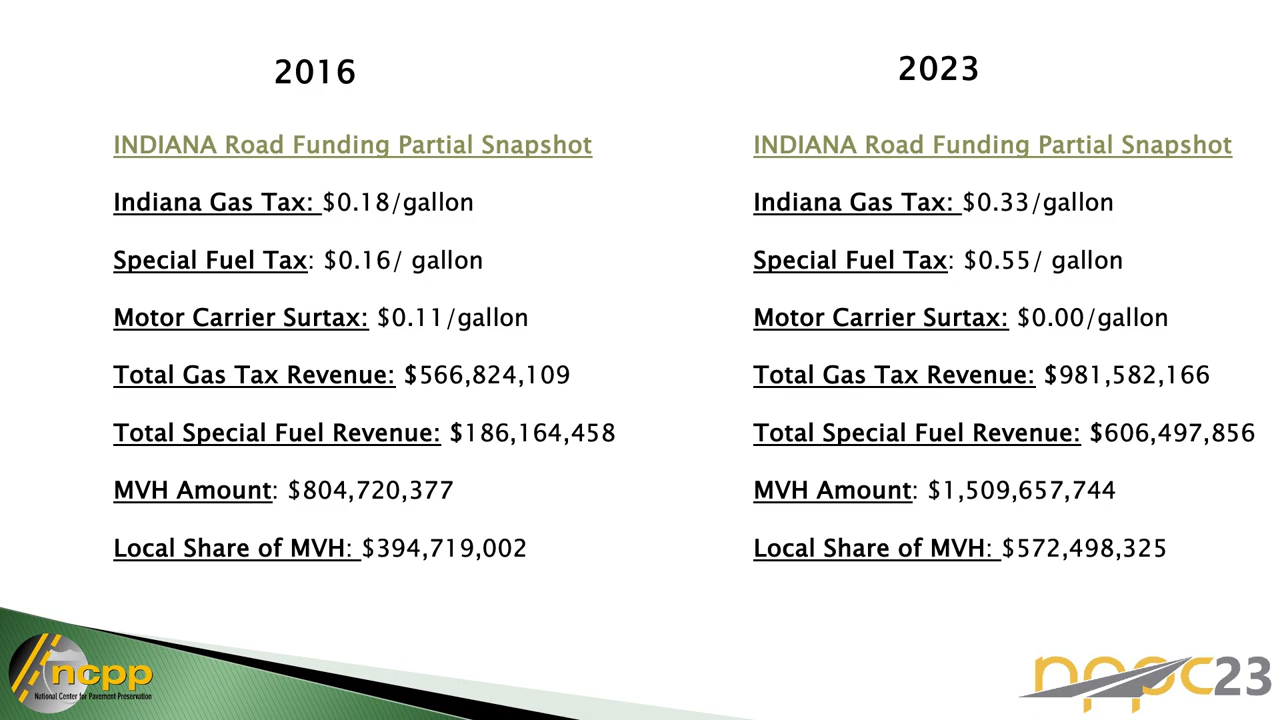 2016
INDIANA Road Funding Partial Snapshot
Indiana Gas Tax: $0.18/gallon
Special Fuel Tax: $0.16/ gallon
Motor Carrier Surtax: $0.11/gallon
Total Gas Tax Revenue: $566,824,109
Total Special Fuel Revenue: $186,164,458
MVH Amount: $804,720,377
Local Share of MVH: $394,719,002
2023
INDIANA Road Funding Partial Snapshot
Indiana Gas Tax: $0.33/gallon
Special Fuel Tax: $0.55/ gallon
Motor Carrier Surtax: $0.00/gallon
Total Gas Tax Revenue: $981,582,166
Total Special Fuel Revenue: $606,497,856
MVH Amount: $1,509,657,744
Local Share of MVH: $572,498,325
ncpp
National Center for Pavement Preservation
nppc23